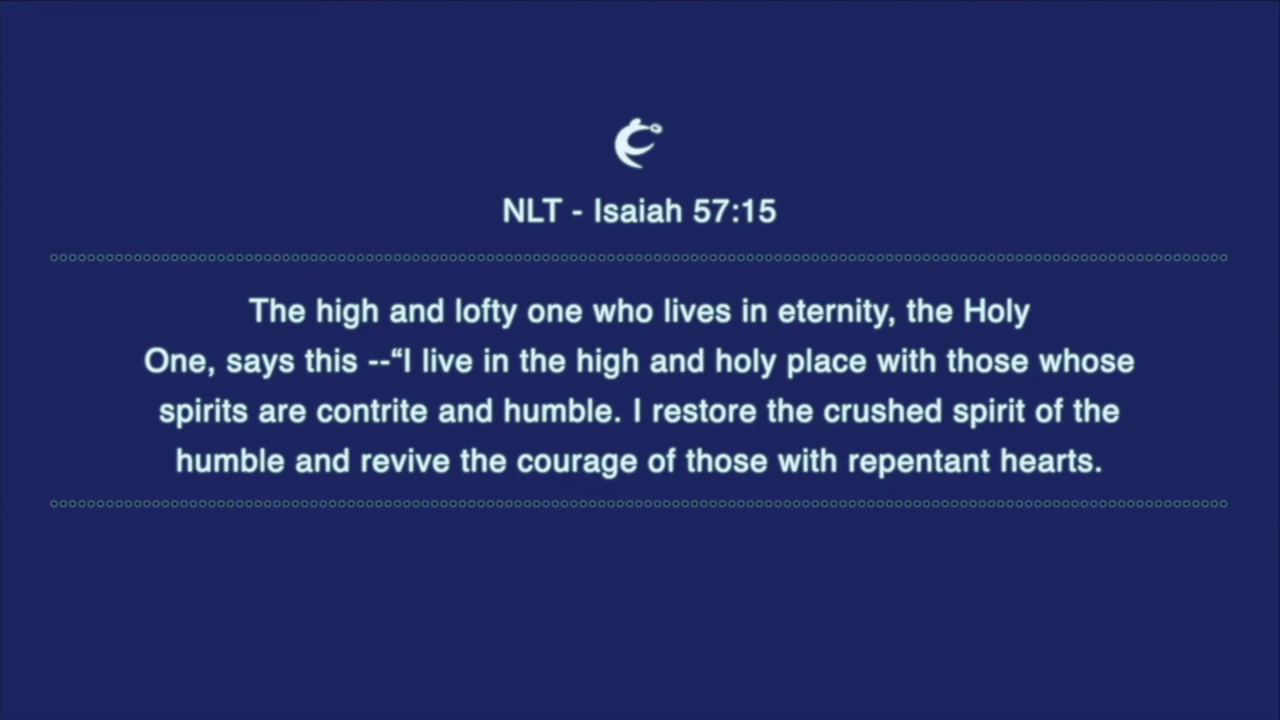 NLT - Isaiah 57:15
The high and lofty one who lives in eternity, the Holy
One, says this --“I live in the high and holy place with those whose
spirits are contrite and humble. I restore the crushed spirit of the
humble and revive the courage of those with repentant hearts.